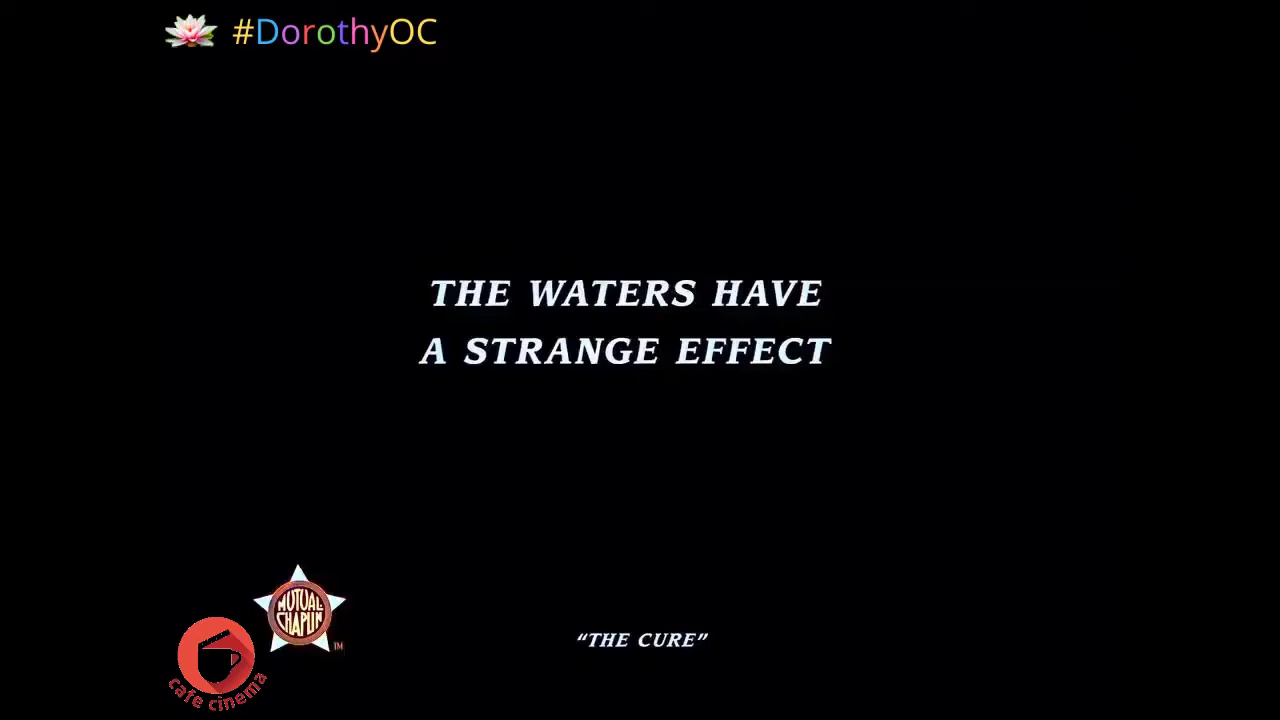 #DorothyOC
THE WATERS HAVE
A STRANGE EFFECT
MUTUAL-
CHAPLIN
TM
"THE CURE"
cafe cinema